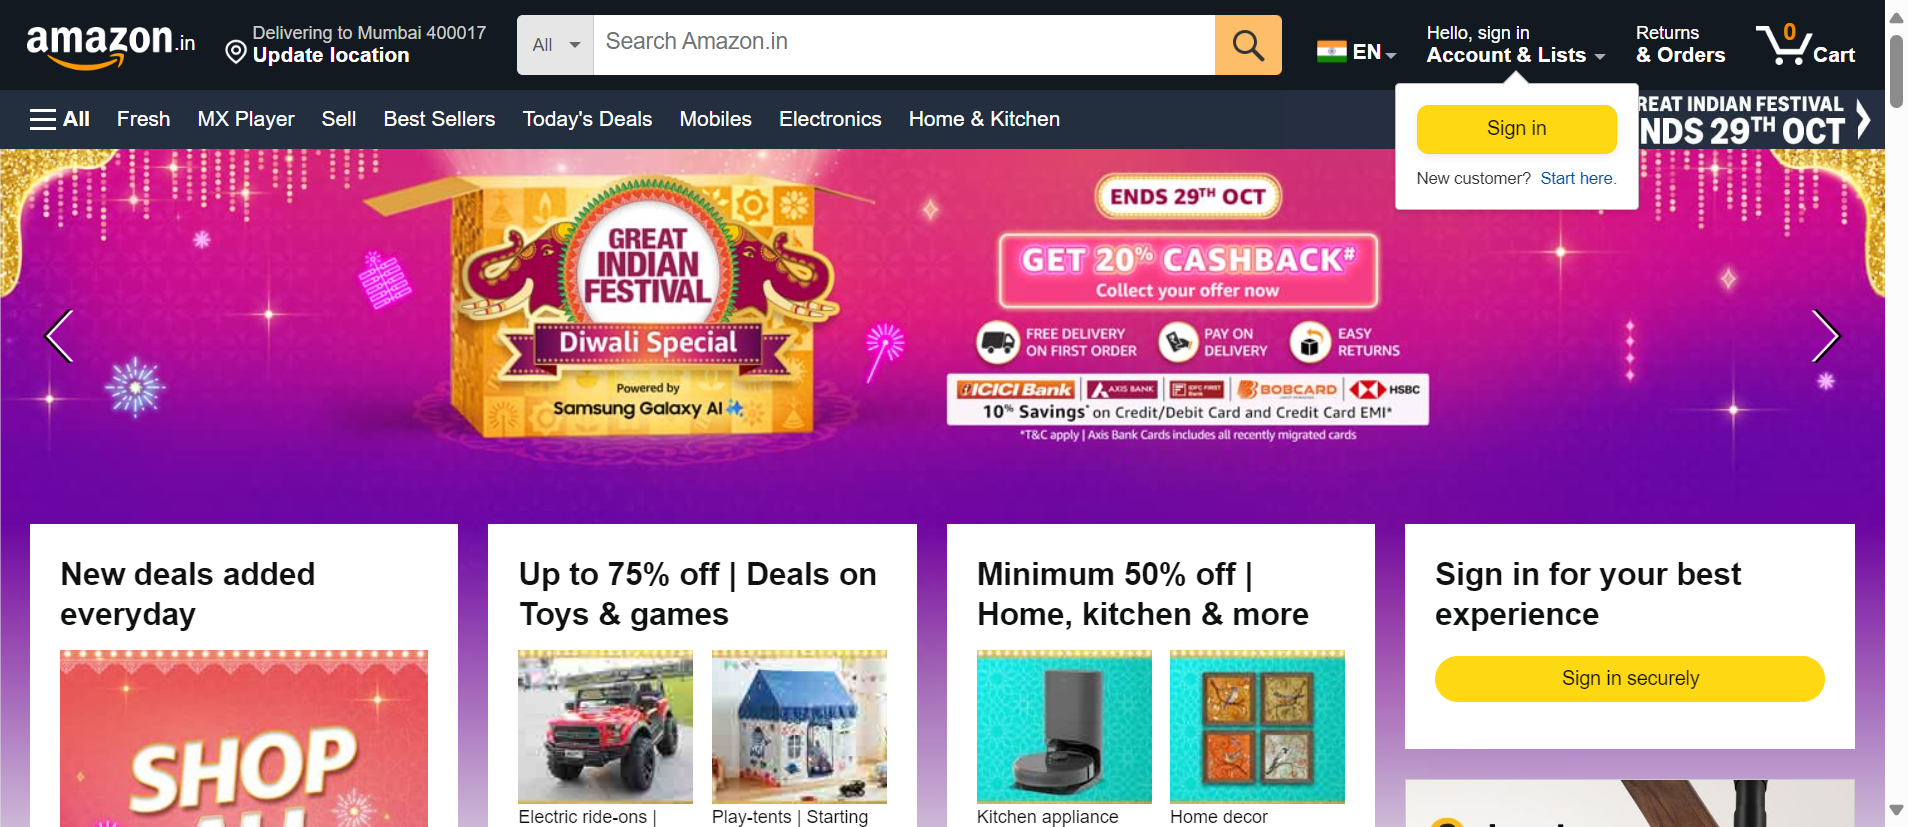 amazon.in
Delivering to Mumbai 400017
Update location
All
Search Amazon.in
EN
Hello, sign in
Account & Lists
Returns
& Orders
0
Cart
All
Fresh
MX Player
Sell
Best Sellers
Today's Deals
Mobiles
Electronics
Home & Kitchen
Sign in
New customer? Start here.
REAT INDIAN FESTIVAL
NDS 29TH OCT
GREAT
INDIAN
FESTIVAL
Diwali Special
Powered by
Samsung Galaxy AI
ENDS 29TH OCT
GET 20% CASHBACK#
Collect your offer now
FREE DELIVERY
ON FIRST ORDER
PAY ON
DELIVERY
EASY
RETURNS
ICICI Bank
AXIS BANK
IDFC FIRST
Bank
BOBCARD
HSBC
10% Savings* on Credit/Debit Card and Credit Card EMI*
*T&C apply | Axis Bank Cards includes all recently migrated cards
New deals added
everyday
SHOP
ALL
Up to 75% off | Deals on
Toys & games
Electric ride-ons |
Play-tents | Starting
Minimum 50% off |
Home, kitchen & more
Kitchen appliance
Home decor
Sign in for your best
experience
Sign in securely